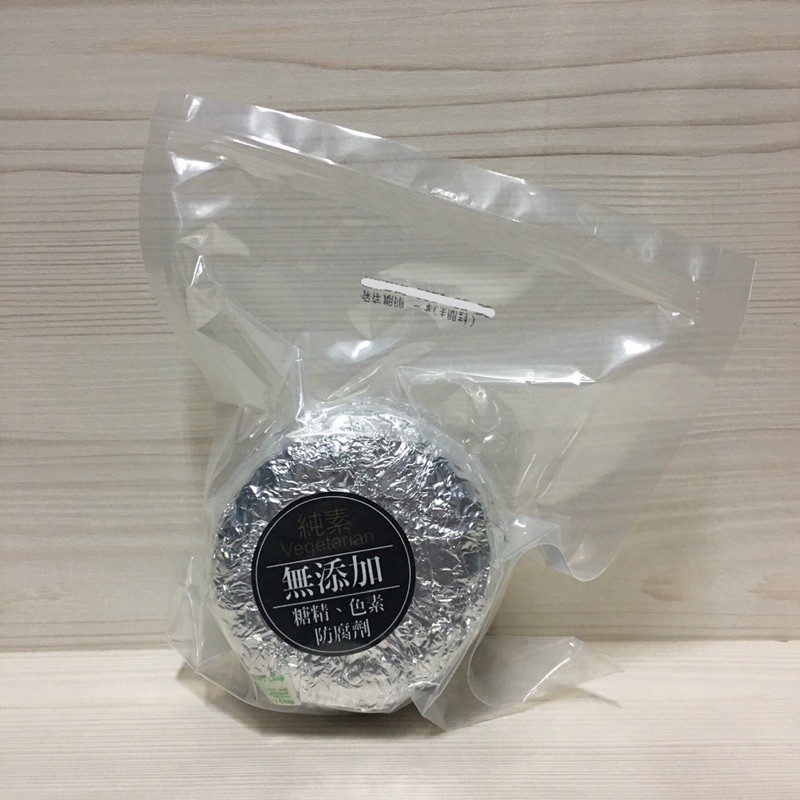 純素
Vegetarian
無添加
糖精、色素
防腐劑